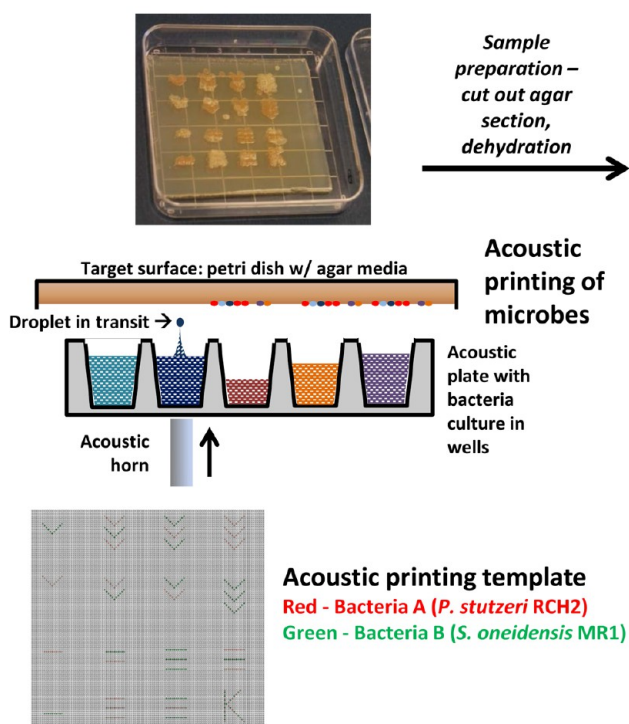 Sample
preparation –
cut out agar
section,
dehydration
Acoustic
printing of
microbes
Target surface: petri dish w/ agar media
Droplet in transit →
Acoustic
plate with
bacteria
culture in
wells
Acoustic
horn
Acoustic printing template
Red - Bacteria A (P. stutzeri RCH2)
Green - Bacteria B (S. oneidensis MR1)